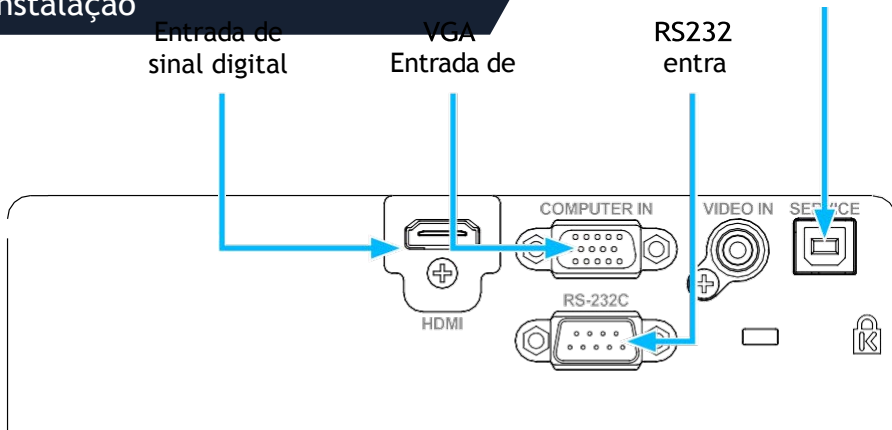 nstalação
Entrada de
sinal digital
VGA
Entrada de
RS232
entra
COMPUTER IN
VIDEO IN
SERVICE
RS-232C
HDMI
K